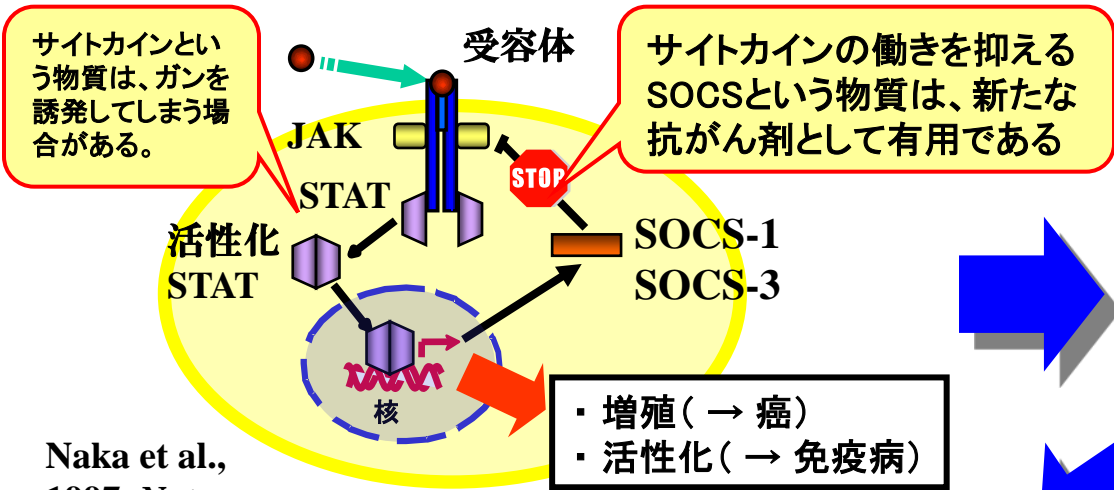 サイトカインとい
う物質は、ガンを
誘発してしまう場
合がある。
受容体
サイトカインの働きを抑える
SOCSという物質は、新たな
抗がん剤として有用である
JAK
STOP
STAT
活性化
STAT
SOCS-1
SOCS-3
核
・ 増殖( → 癌)
・ 活性化( → 免疫病)
Naka et al.,